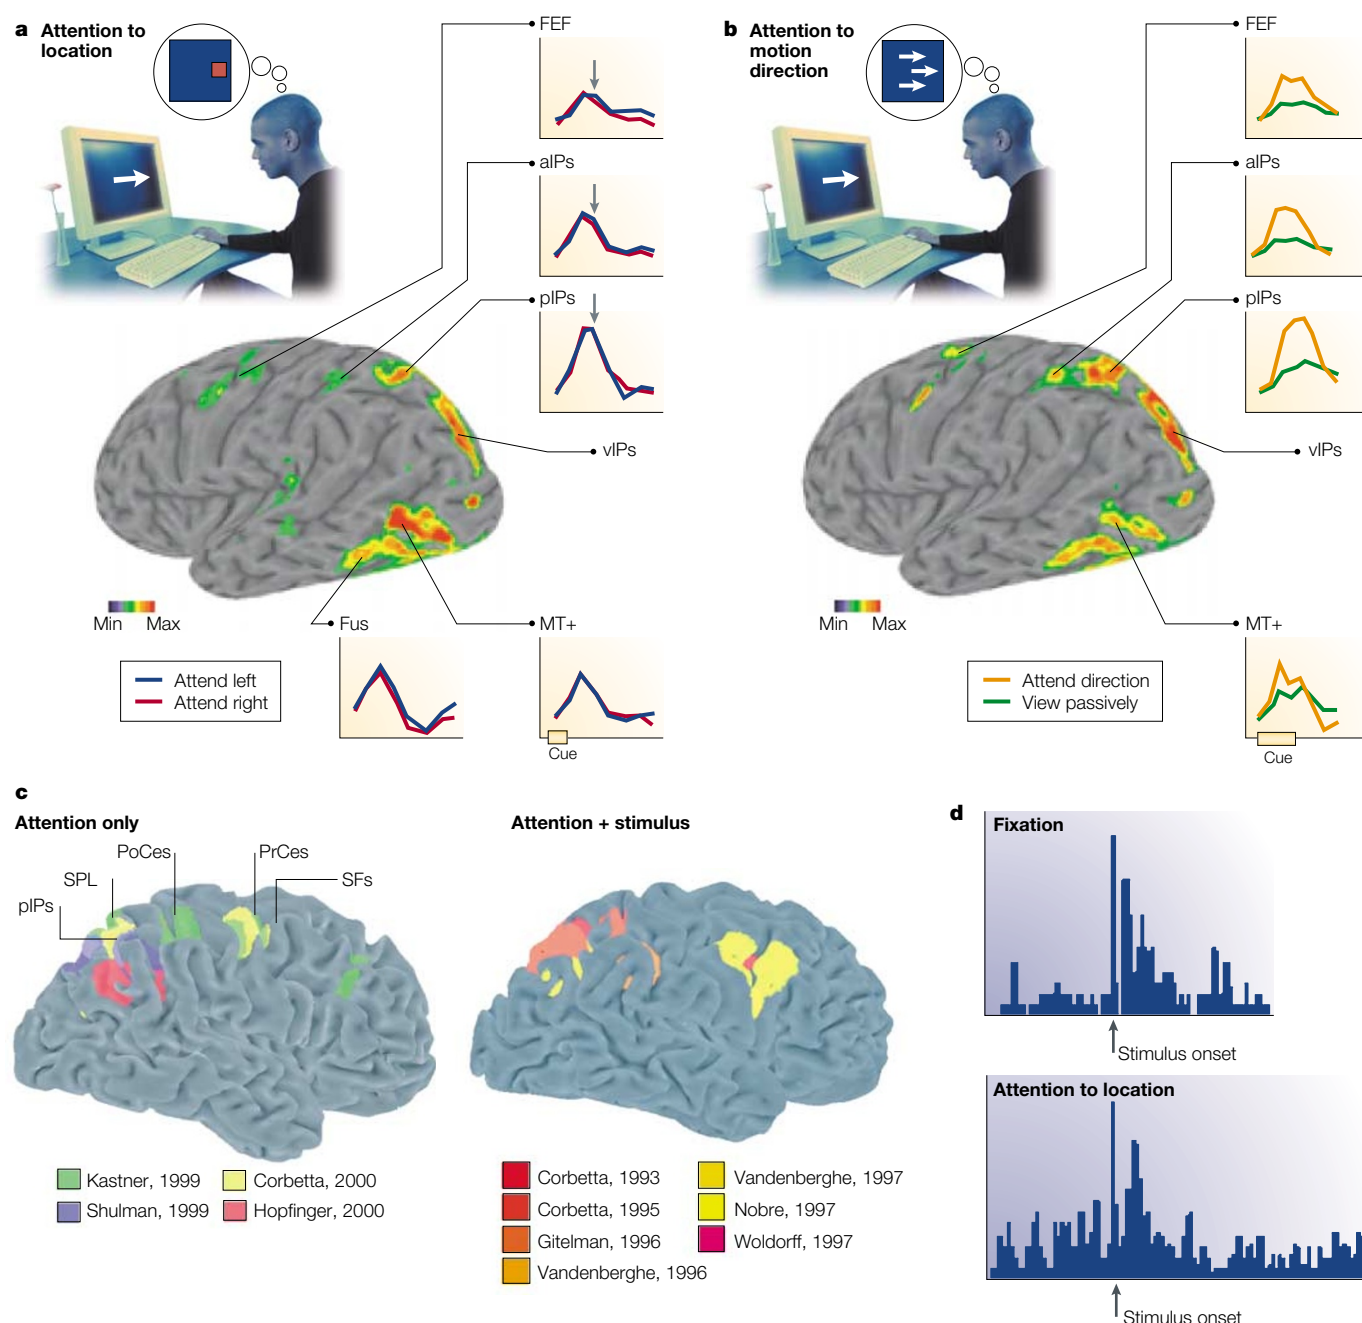 a Attention to
location
FEF
aIPs
pIPs
vIPs
Min Max
Fus
MT+
Attend left
Attend right
Cue
b Attention to
motion
direction
FEF
aIPs
pIPs
vIPs
Min Max
MT+
Attend direction
View passively
Cue
c
Attention only
PoCes
PrCes
SPL
SFs
pIPs
Kastner, 1999
Corbetta, 2000
Shulman, 1999
Hopfinger, 2000
Attention + stimulus
Corbetta, 1993
Vandenberghe, 1997
Corbetta, 1995
Nobre, 1997
Gitelman, 1996
Woldorff, 1997
Vandenberghe, 1996
d
Fixation
Stimulus onset
Attention to location
Stimulus onset